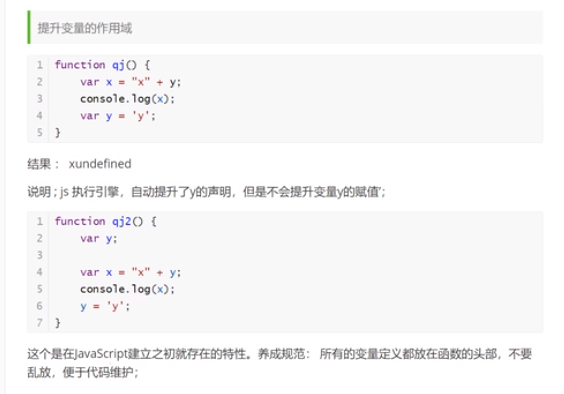 提升变量的作用域
1 function qj() {
2     var x = "x" + y;
3     console.log(x);
4     var y = 'y';
5 }
结果： xundefined
说明 ; js 执行引擎，自动提升了y的声明，但是不会提升变量y的赋值';
1 function qj2() {
2     var y;
3
4     var x = "x" + y;
5     console.log(x);
6     y = 'y';
7 }
这个是在JavaScript建立之初就存在的特性。养成规范： 所有的变量定义都放在函数的头部，不要
乱放，便于代码维护;